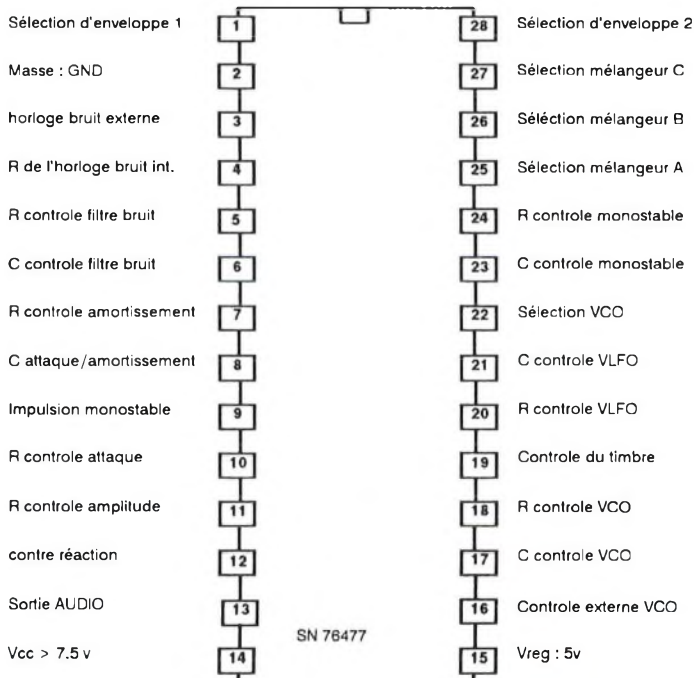 Sélection d'enveloppe 1 1 28 Sélection d'enveloppe 2
Masse : GND 2 27 Sélection mélangeur C
horloge bruit externe 3 26 Séléction mélangeur B
R de l'horloge bruit int. 4 25 Sélection mélangeur A
R controle filtre bruit 5 24 R controle monostable
C controle filtre bruit 6 23 C controle monostable
R controle amortissement 7 22 Sélection VCO
C attaque/amortissement 8 21 C controle VLFO
Impulsion monostable 9 20 R controle VLFO
R controle attaque 10 19 Controle du timbre
R controle amplitude 11 18 R controle VCO
contre réaction 12 17 C controle VCO
Sortie AUDIO 13 16 Controle externe VCO
SN 76477
Vcc > 7.5 v 14 15 Vreg : 5v